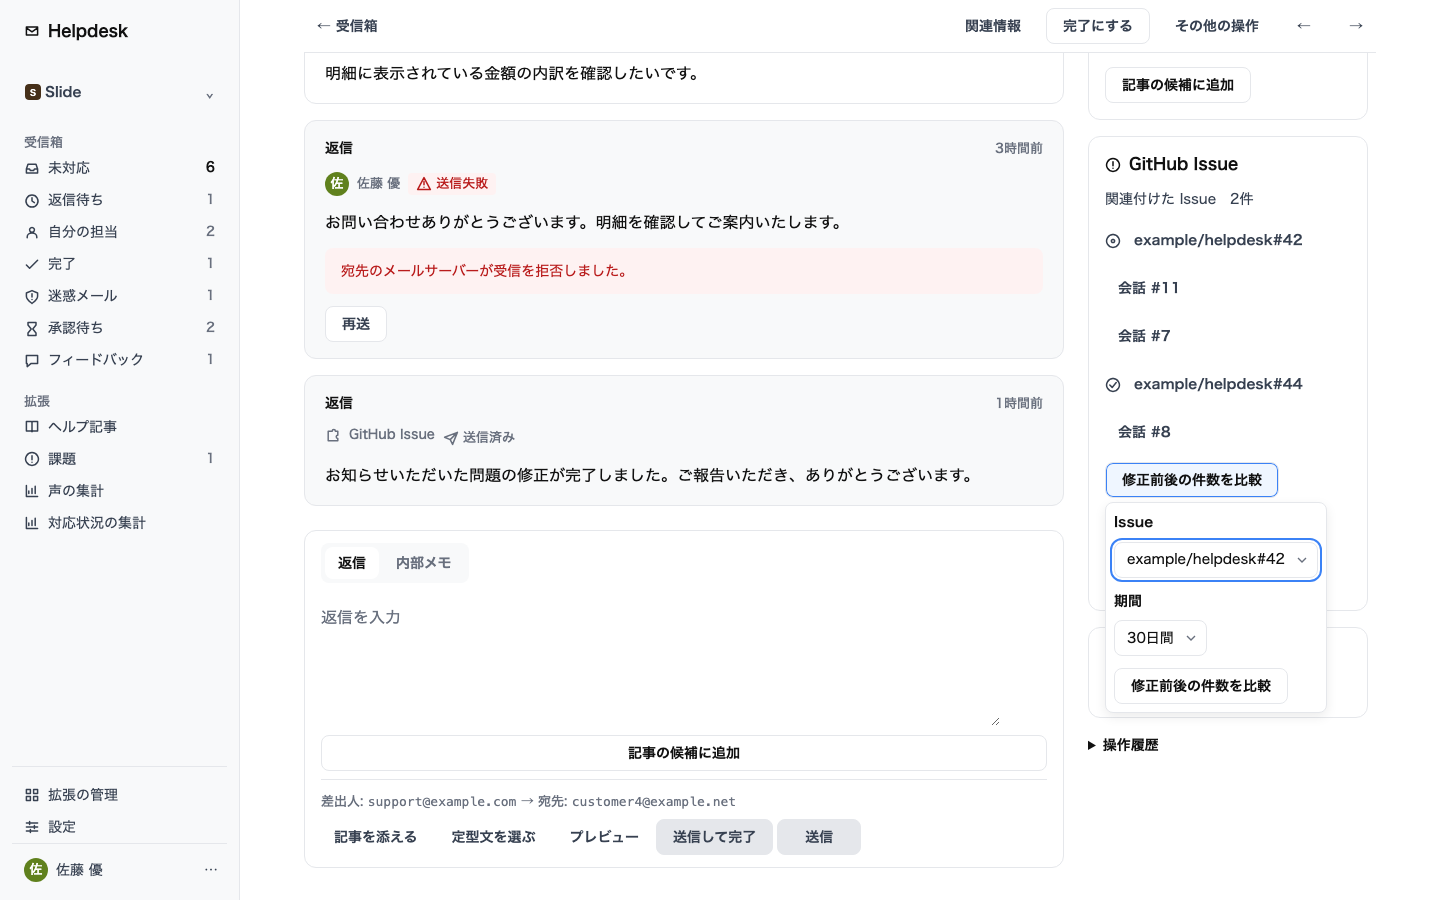 Helpdesk
S Slide
受信箱
未対応 6
返信待ち 1
自分の担当 2
完了 1
迷惑メール 1
承認待ち 2
フィードバック 1
拡張
ヘルプ記事
課題 1
声の集計
対応状況の集計
拡張の管理
設定
佐 佐藤 優 …
← 受信箱
関連情報 完了にする その他の操作 ← →
明細に表示されている金額の内訳を確認したいです。
返信 3時間前
佐 佐藤 優 送信失敗
お問い合わせありがとうございます。明細を確認してご案内いたします。
宛先のメールサーバーが受信を拒否しました。
再送
返信 1時間前
GitHub Issue 送信済み
お知らせいただいた問題の修正が完了しました。ご報告いただき、ありがとうございます。
返信 内部メモ
返信を入力
記事の候補に追加
差出人: support@example.com → 宛先: customer4@example.net
記事を添える 定型文を選ぶ プレビュー 送信して完了 送信
記事の候補に追加
GitHub Issue
関連付けた Issue 2件
example/helpdesk#42
会話 #11
会話 #7
example/helpdesk#44
会話 #8
修正前後の件数を比較
Issue
example/helpdesk#42
期間
30日間
修正前後の件数を比較
▶ 操作履歴